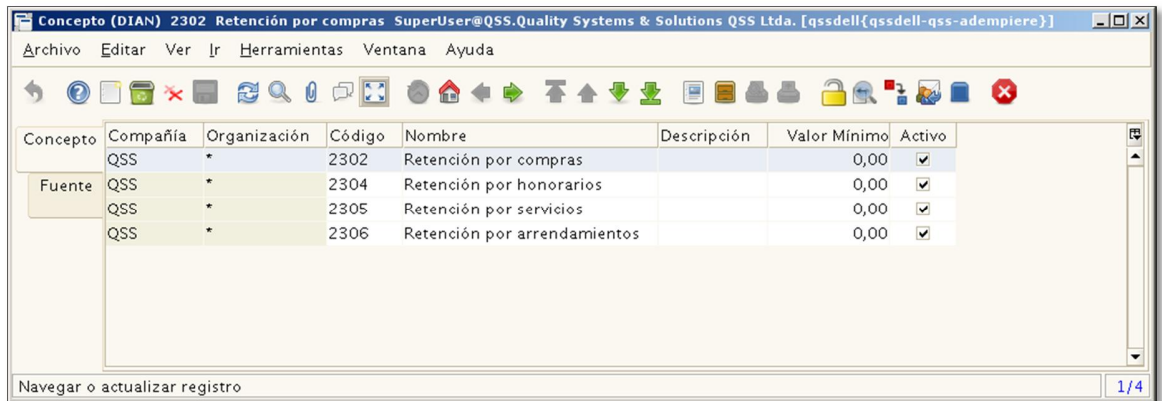 Concepto (DIAN) 2302 Retención por compras SuperUser@QSS.Quality Systems & Solutions QSS Ltda. [qssdell{qssdell-qss-adempiere}]
Archivo Editar Ver Ir Herramientas Ventana Ayuda
Concepto Compañía Organización Código Nombre Descripción Valor Mínimo Activo
QSS * 2302 Retención por compras 0,00
Fuente QSS * 2304 Retención por honorarios 0,00
QSS * 2305 Retención por servicios 0,00
QSS * 2306 Retención por arrendamientos 0,00
Navegar o actualizar registro 1/4